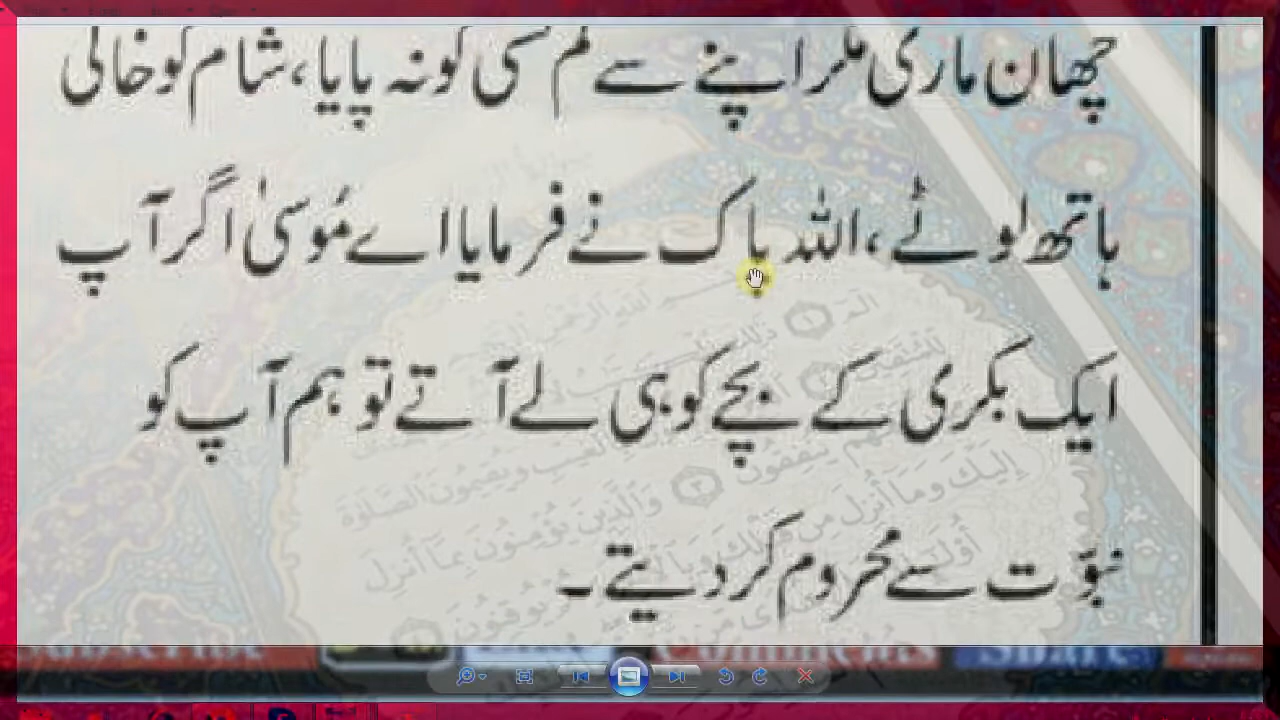 چھان ماری مگر اپنے سے کم کسی کو نہ پایا، شام کو خالی
ہاتھ لوٹے، اللہ پاک نے فرمایا اے مُوسیٰ اگر آپ
ایک بکری کے بچے کو ہی لے آتے تو ہم آپ کو
نبوّت سے محروم کر دیتے۔